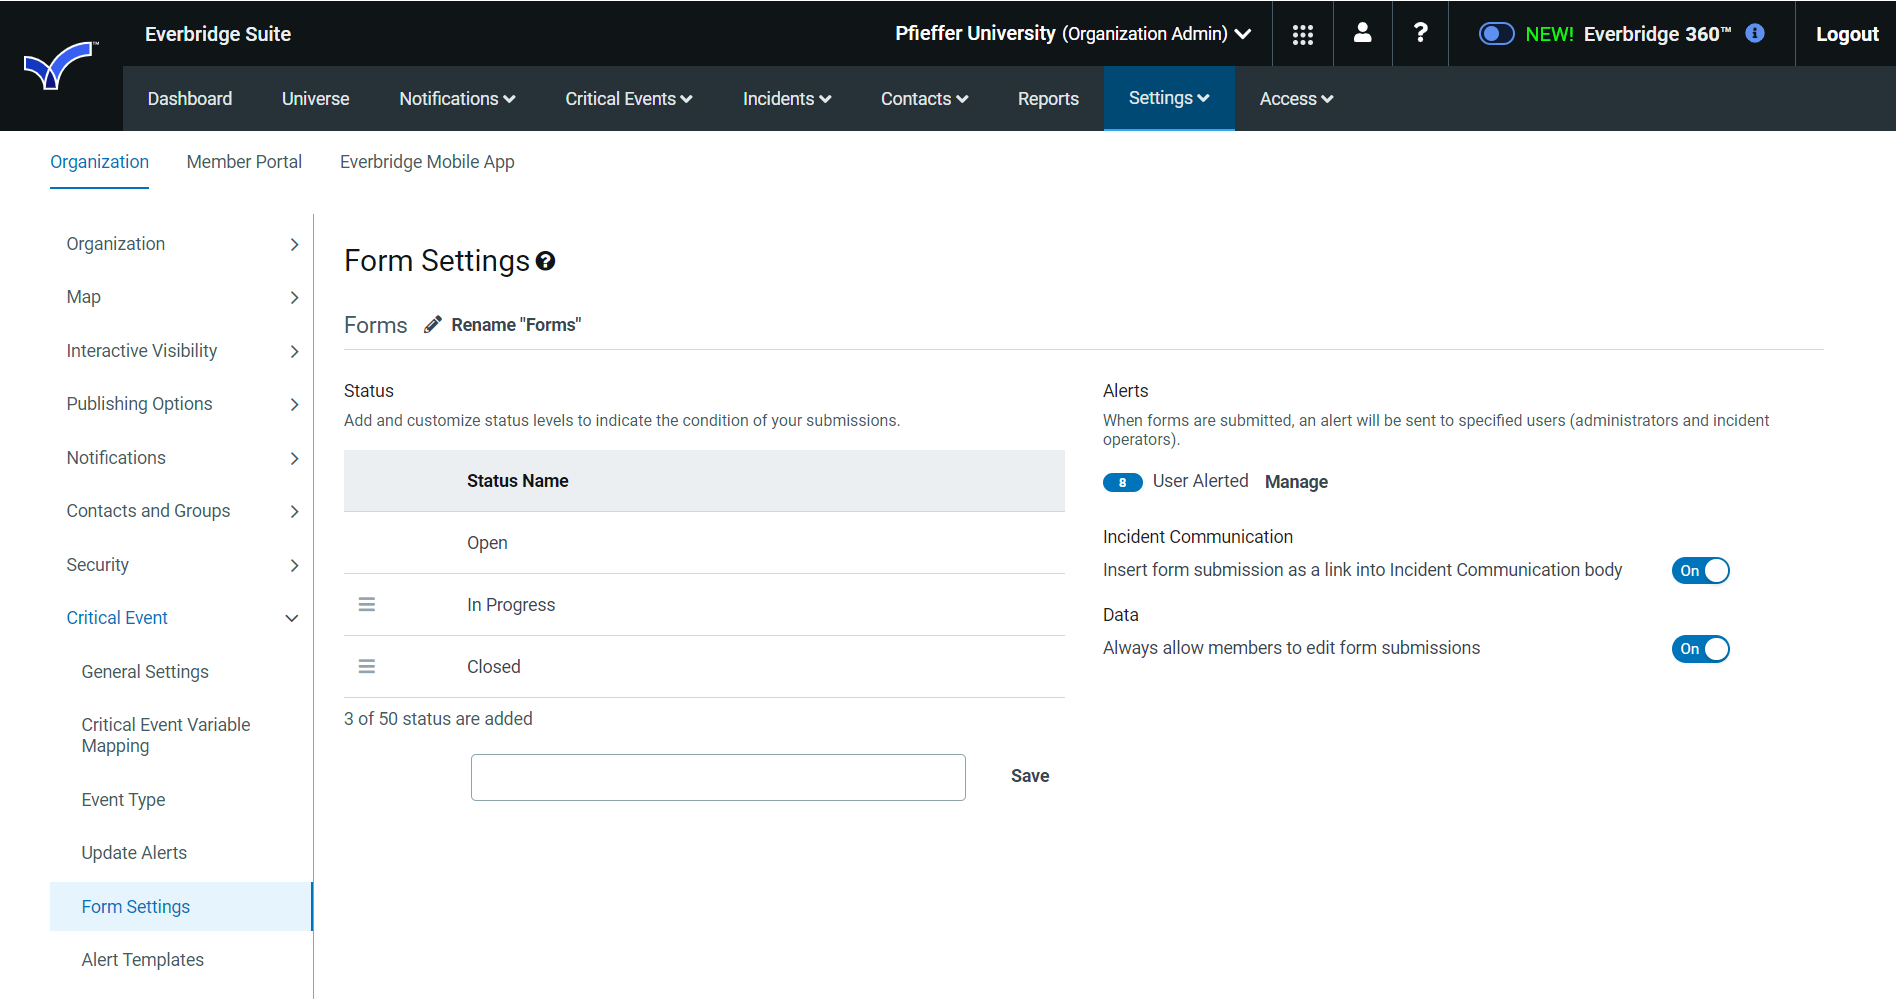 Everbridge Suite
Pfieffer University (Organization Admin)
?
NEW! Everbridge 360™
Logout
™
Dashboard
Universe
Notifications
Critical Events
Incidents
Contacts
Reports
Settings
Access
Organization
Member Portal
Everbridge Mobile App
Organization
Map
Interactive Visibility
Publishing Options
Notifications
Contacts and Groups
Security
Critical Event
General Settings
Critical Event Variable
Mapping
Event Type
Update Alerts
Form Settings
Alert Templates
Form Settings ?
Forms
Rename "Forms"
Status
Add and customize status levels to indicate the condition of your submissions.
Status Name
Open
In Progress
Closed
3 of 50 status are added
Save
Alerts
When forms are submitted, an alert will be sent to specified users (administrators and incident
operators).
8 User Alerted Manage
Incident Communication
Insert form submission as a link into Incident Communication body
On
Data
Always allow members to edit form submissions
On